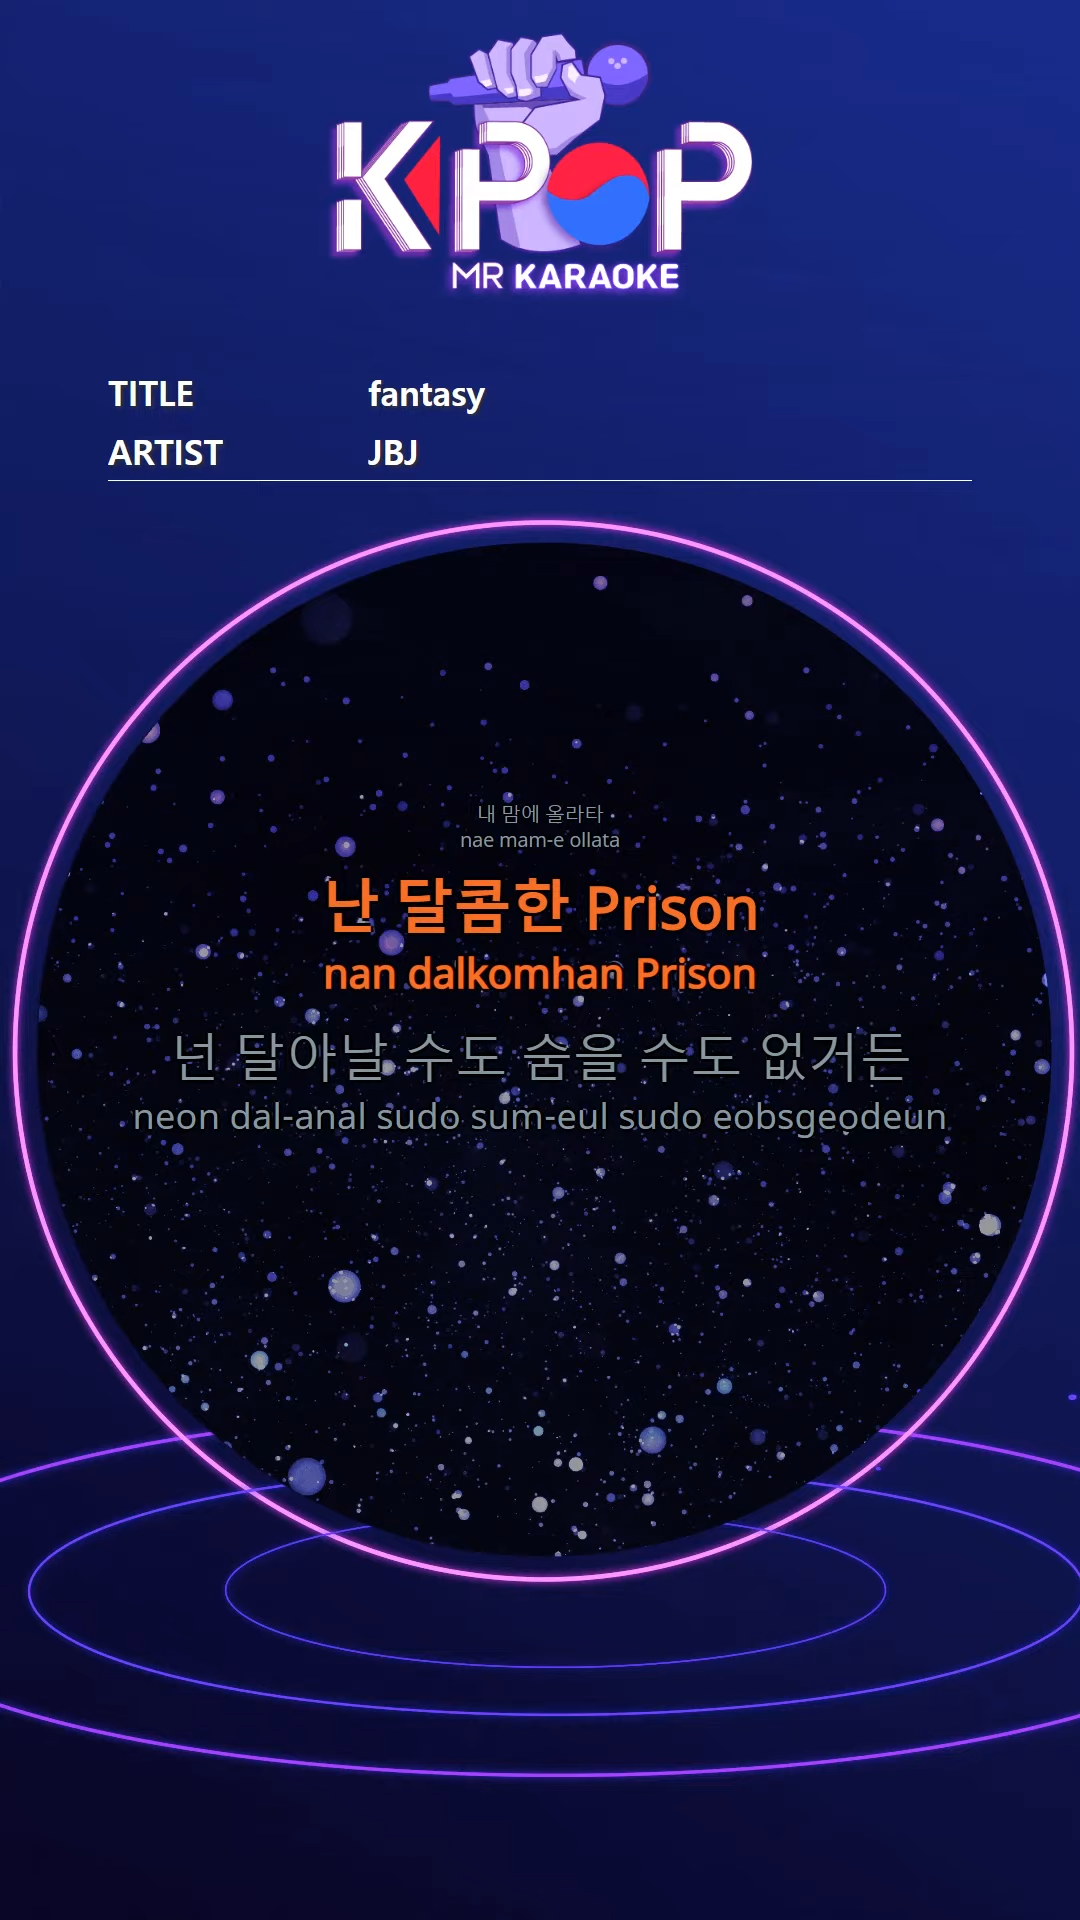 KPOP
MR KARAOKE
TITLE fantasy
ARTIST JBJ
내 맘에 올라타
nae mam-e ollata
난 달콤한 Prison
nan dalkomhan Prison
넌 달아날 수도 숨을 수도 없거든
neon dal-anal sudo sum-eul sudo eobsgeodeun